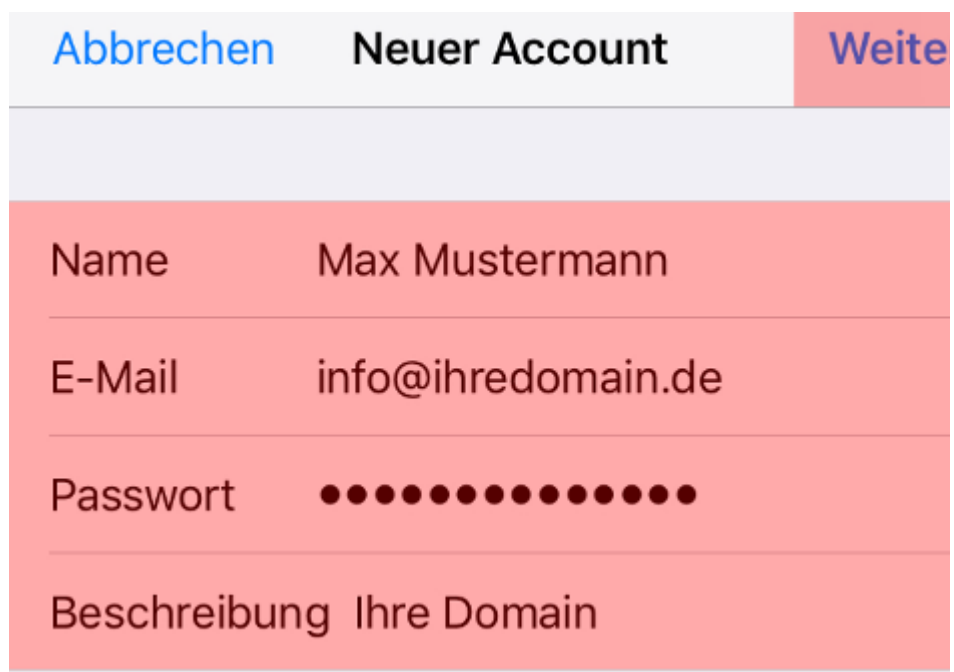 Abbrechen Neuer Account Weite
Name Max Mustermann
E-Mail info@ihredomain.de
Passwort ••••••••••••••
Beschreibung Ihre Domain